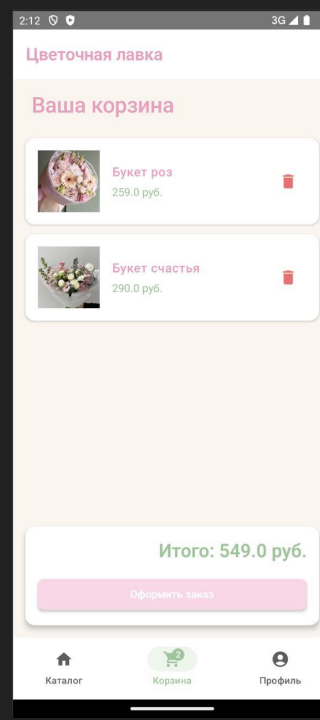 2:12 3G
Цветочная лавка
Ваша корзина
Букет роз
259.0 руб.
Букет счастья
290.0 руб.
Итого: 549.0 руб.
Оформить заказ
2
Каталог Корзина Профиль